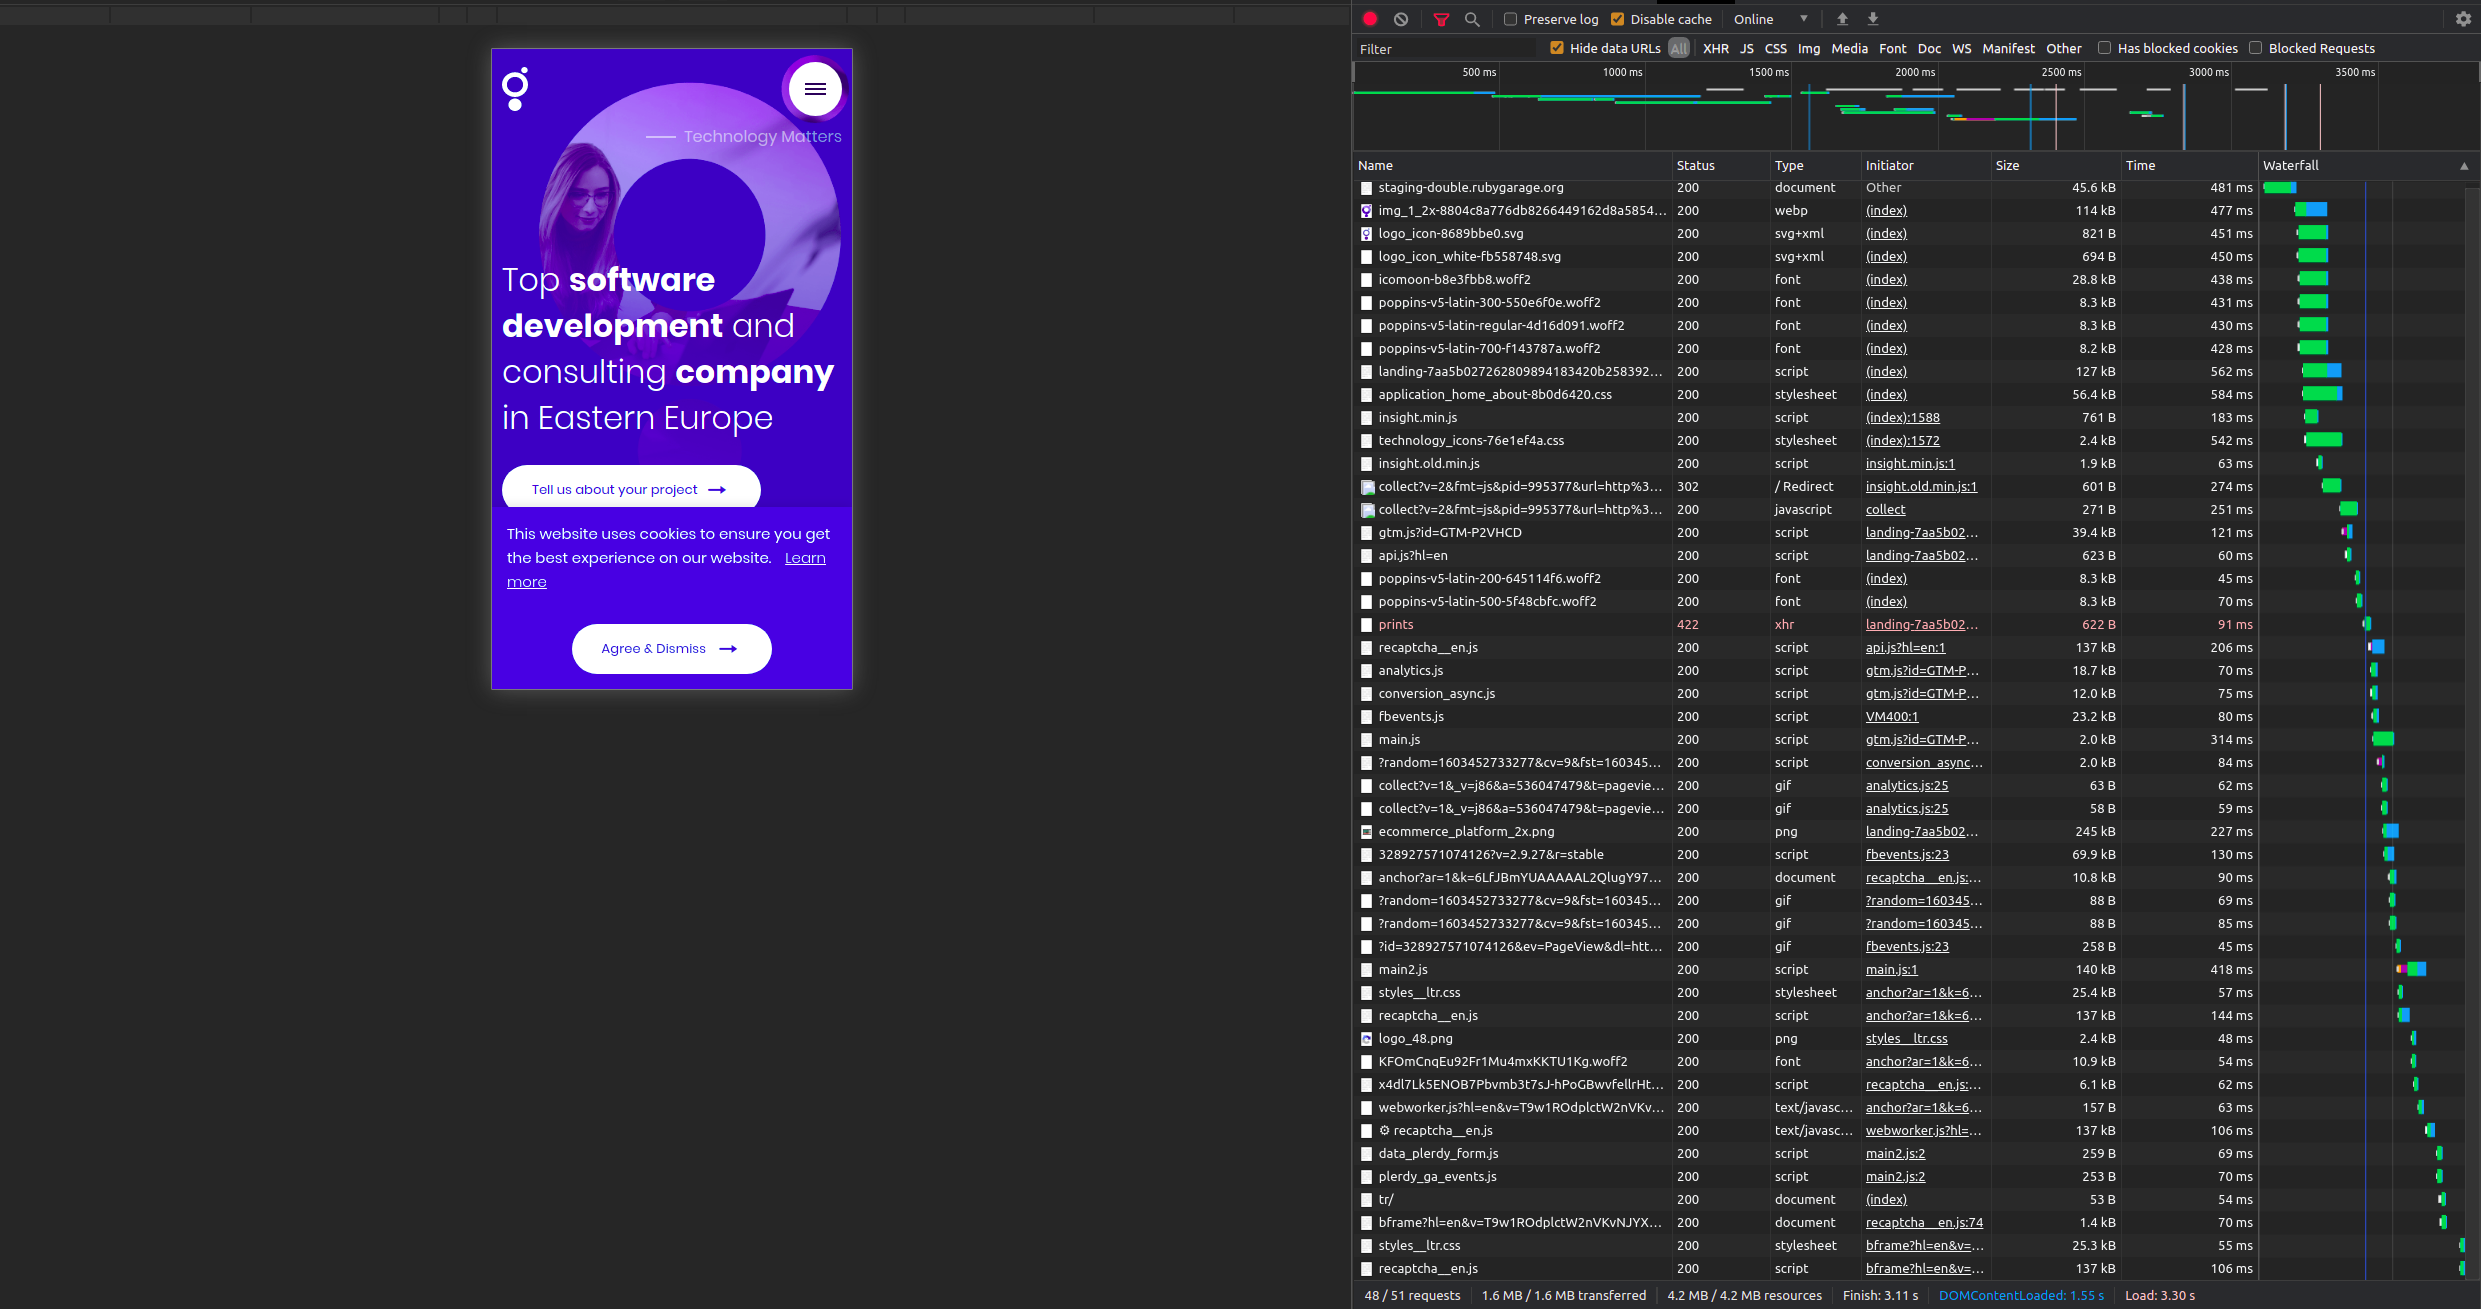 Technology Matters
Top software
development and
consulting company
in Eastern Europe
Tell us about your project
This website uses cookies to ensure you get
the best experience on our website. Learn
more
Agree & Dismiss
Preserve log Disable cache Online
Filter Hide data URLs All XHR JS CSS Img Media Font Doc WS Manifest Other Has blocked cookies Blocked Requests
500 ms 1000 ms 1500 ms 2000 ms 2500 ms 3000 ms 3500 ms
Name Status Type Initiator Size Time Waterfall
staging-double.rubygarage.org 200 document Other 45.6 kB 481 ms
img_1_2x-8804c8a776db8266449162d8a5854... 200 webp (index) 114 kB 477 ms
logo_icon-8689bbe0.svg 200 svg+xml (index) 821 B 451 ms
logo_icon_white-fb558748.svg 200 svg+xml (index) 694 B 450 ms
icomoon-b8e3fbb8.woff2 200 font (index) 28.8 kB 438 ms
poppins-v5-latin-300-550e6f0e.woff2 200 font (index) 8.3 kB 431 ms
poppins-v5-latin-regular-4d16d091.woff2 200 font (index) 8.3 kB 430 ms
poppins-v5-latin-700-f143787a.woff2 200 font (index) 8.2 kB 428 ms
landing-7aa5b027262809894183420b258392... 200 script (index) 127 kB 562 ms
application_home_about-8b0d6420.css 200 stylesheet (index) 56.4 kB 584 ms
insight.min.js 200 script (index):1588 761 B 183 ms
technology_icons-76e1ef4a.css 200 stylesheet (index):1572 2.4 kB 542 ms
insight.old.min.js 200 script insight.min.js:1 1.9 kB 63 ms
collect?v=2&fmt=js&pid=995377&url=http%3... 302 / Redirect insight.old.min.js:1 601 B 274 ms
collect?v=2&fmt=js&pid=995377&url=http%3... 200 javascript collect 271 B 251 ms
gtm.js?id=GTM-P2VHCD 200 script landing-7aa5b02... 39.4 kB 121 ms
api.js?hl=en 200 script landing-7aa5b02... 623 B 60 ms
poppins-v5-latin-200-645114f6.woff2 200 font (index) 8.3 kB 45 ms
poppins-v5-latin-500-5f48cbfc.woff2 200 font (index) 8.3 kB 70 ms
prints 422 xhr landing-7aa5b02... 622 B 91 ms
recaptcha__en.js 200 script api.js?hl=en:1 137 kB 206 ms
analytics.js 200 script gtm.js?id=GTM-P... 18.7 kB 70 ms
conversion_async.js 200 script gtm.js?id=GTM-P... 12.0 kB 75 ms
fbevents.js 200 script VM400:1 23.2 kB 80 ms
main.js 200 script gtm.js?id=GTM-P... 2.0 kB 314 ms
?random=1603452733277&cv=9&fst=160345... 200 script conversion_async... 2.0 kB 84 ms
collect?v=1&_v=j86&a=536047479&t=pagevie... 200 gif analytics.js:25 63 B 62 ms
collect?v=1&_v=j86&a=536047479&t=pagevie... 200 gif analytics.js:25 58 B 59 ms
ecommerce_platform_2x.png 200 png landing-7aa5b02... 245 kB 227 ms
328927571074126?v=2.9.27&r=stable 200 script fbevents.js:23 69.9 kB 130 ms
anchor?ar=1&k=6LfJBmYUAAAAAL2QlugY97... 200 document recaptcha__en.js:... 10.8 kB 90 ms
?random=1603452733277&cv=9&fst=160345... 200 gif ?random=160345... 88 B 69 ms
?random=1603452733277&cv=9&fst=160345... 200 gif ?random=160345... 88 B 85 ms
?id=328927571074126&ev=PageView&dl=htt... 200 gif fbevents.js:23 258 B 45 ms
main2.js 200 script main.js:1 140 kB 418 ms
styles__ltr.css 200 stylesheet anchor?ar=1&k=6... 25.4 kB 57 ms
recaptcha__en.js 200 script anchor?ar=1&k=6... 137 kB 144 ms
logo_48.png 200 png styles__ltr.css 2.4 kB 48 ms
KFOmCnqEu92Fr1Mu4mxKKTU1Kg.woff2 200 font anchor?ar=1&k=6... 10.9 kB 54 ms
x4dl7Lk5ENOB7Pbvmb3t7sJ-hPoGBwvfellrHt... 200 script recaptcha__en.js:... 6.1 kB 62 ms
webworker.js?hl=en&v=T9w1ROdplctW2nVKv... 200 text/javasc... anchor?ar=1&k=6... 157 B 63 ms
recaptcha__en.js 200 text/javasc... webworker.js?hl=... 137 kB 106 ms
data_plerdy_form.js 200 script main2.js:2 259 B 69 ms
plerdy_ga_events.js 200 script main2.js:2 253 B 70 ms
tr/ 200 document (index) 53 B 54 ms
bframe?hl=en&v=T9w1ROdplctW2nVKvNJYX... 200 document recaptcha__en.js:74 1.4 kB 70 ms
styles__ltr.css 200 stylesheet bframe?hl=en&v=... 25.3 kB 55 ms
recaptcha__en.js 200 script bframe?hl=en&v=... 137 kB 106 ms
48 / 51 requests 1.6 MB / 1.6 MB transferred 4.2 MB / 4.2 MB resources Finish: 3.11 s DOMContentLoaded: 1.55 s Load: 3.30 s